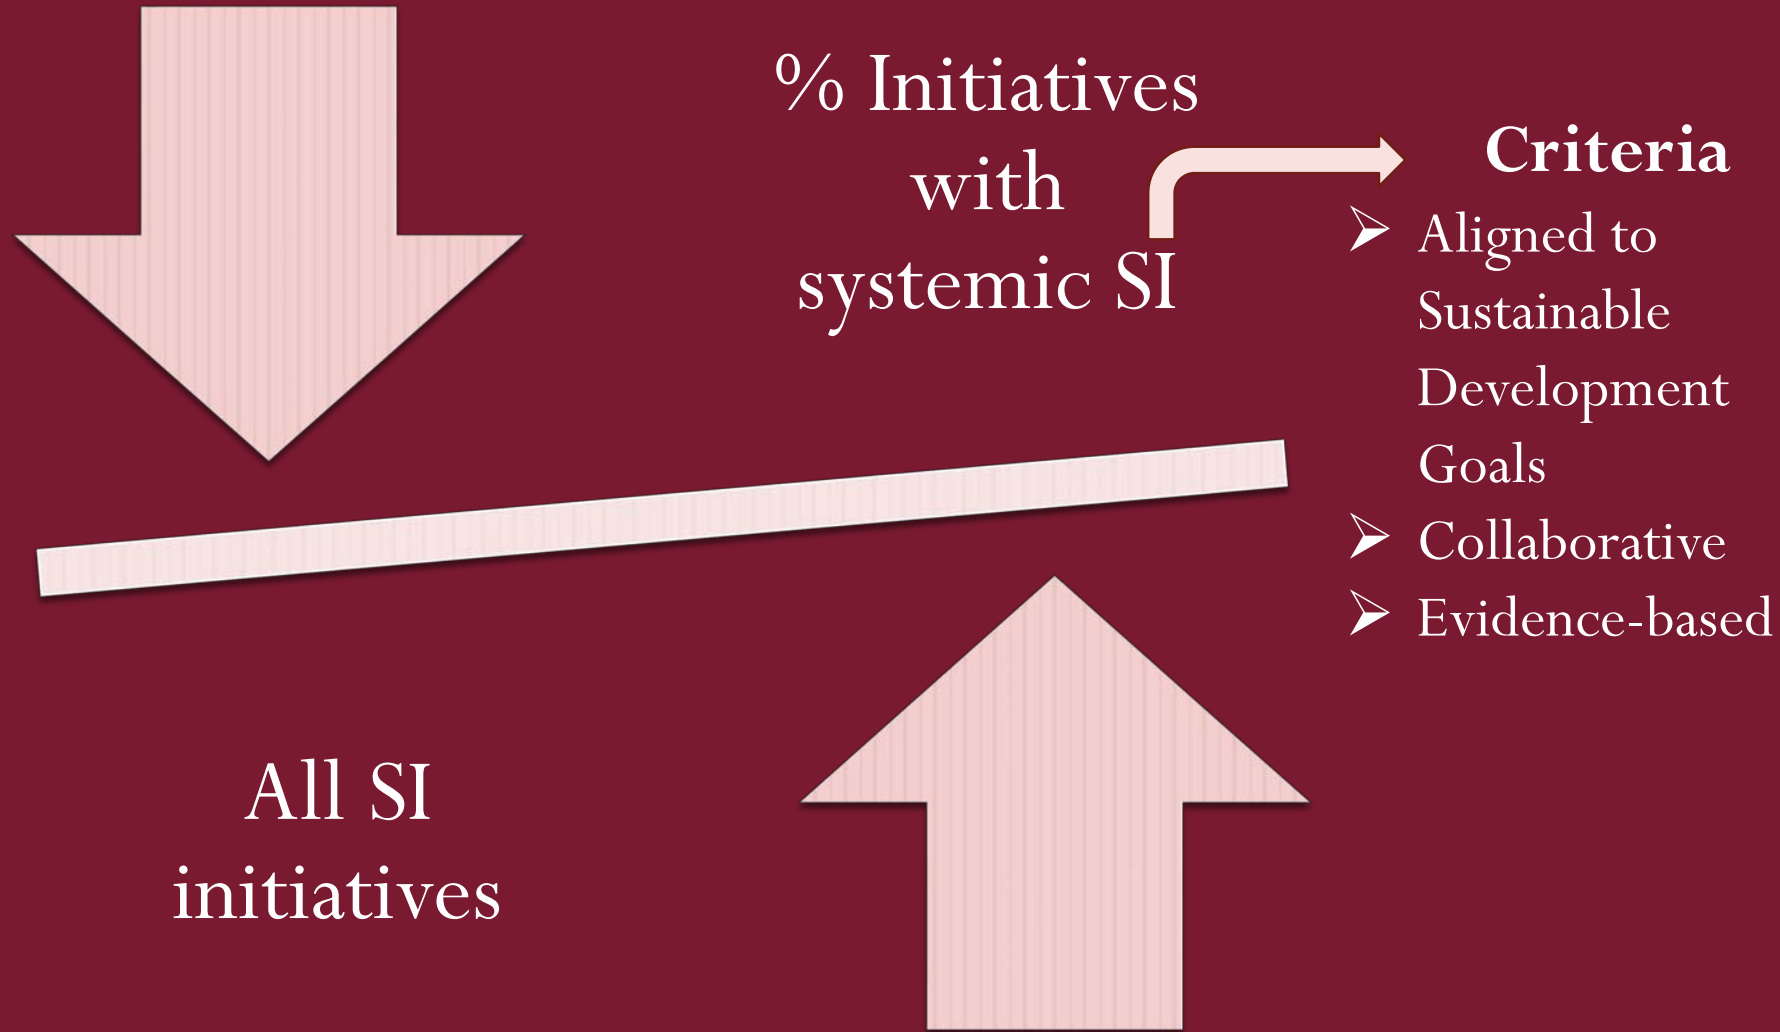 % Initiatives
with
systemic SI
Criteria
Aligned to
Sustainable
Development
Goals
Collaborative
Evidence-based
All SI
initiatives